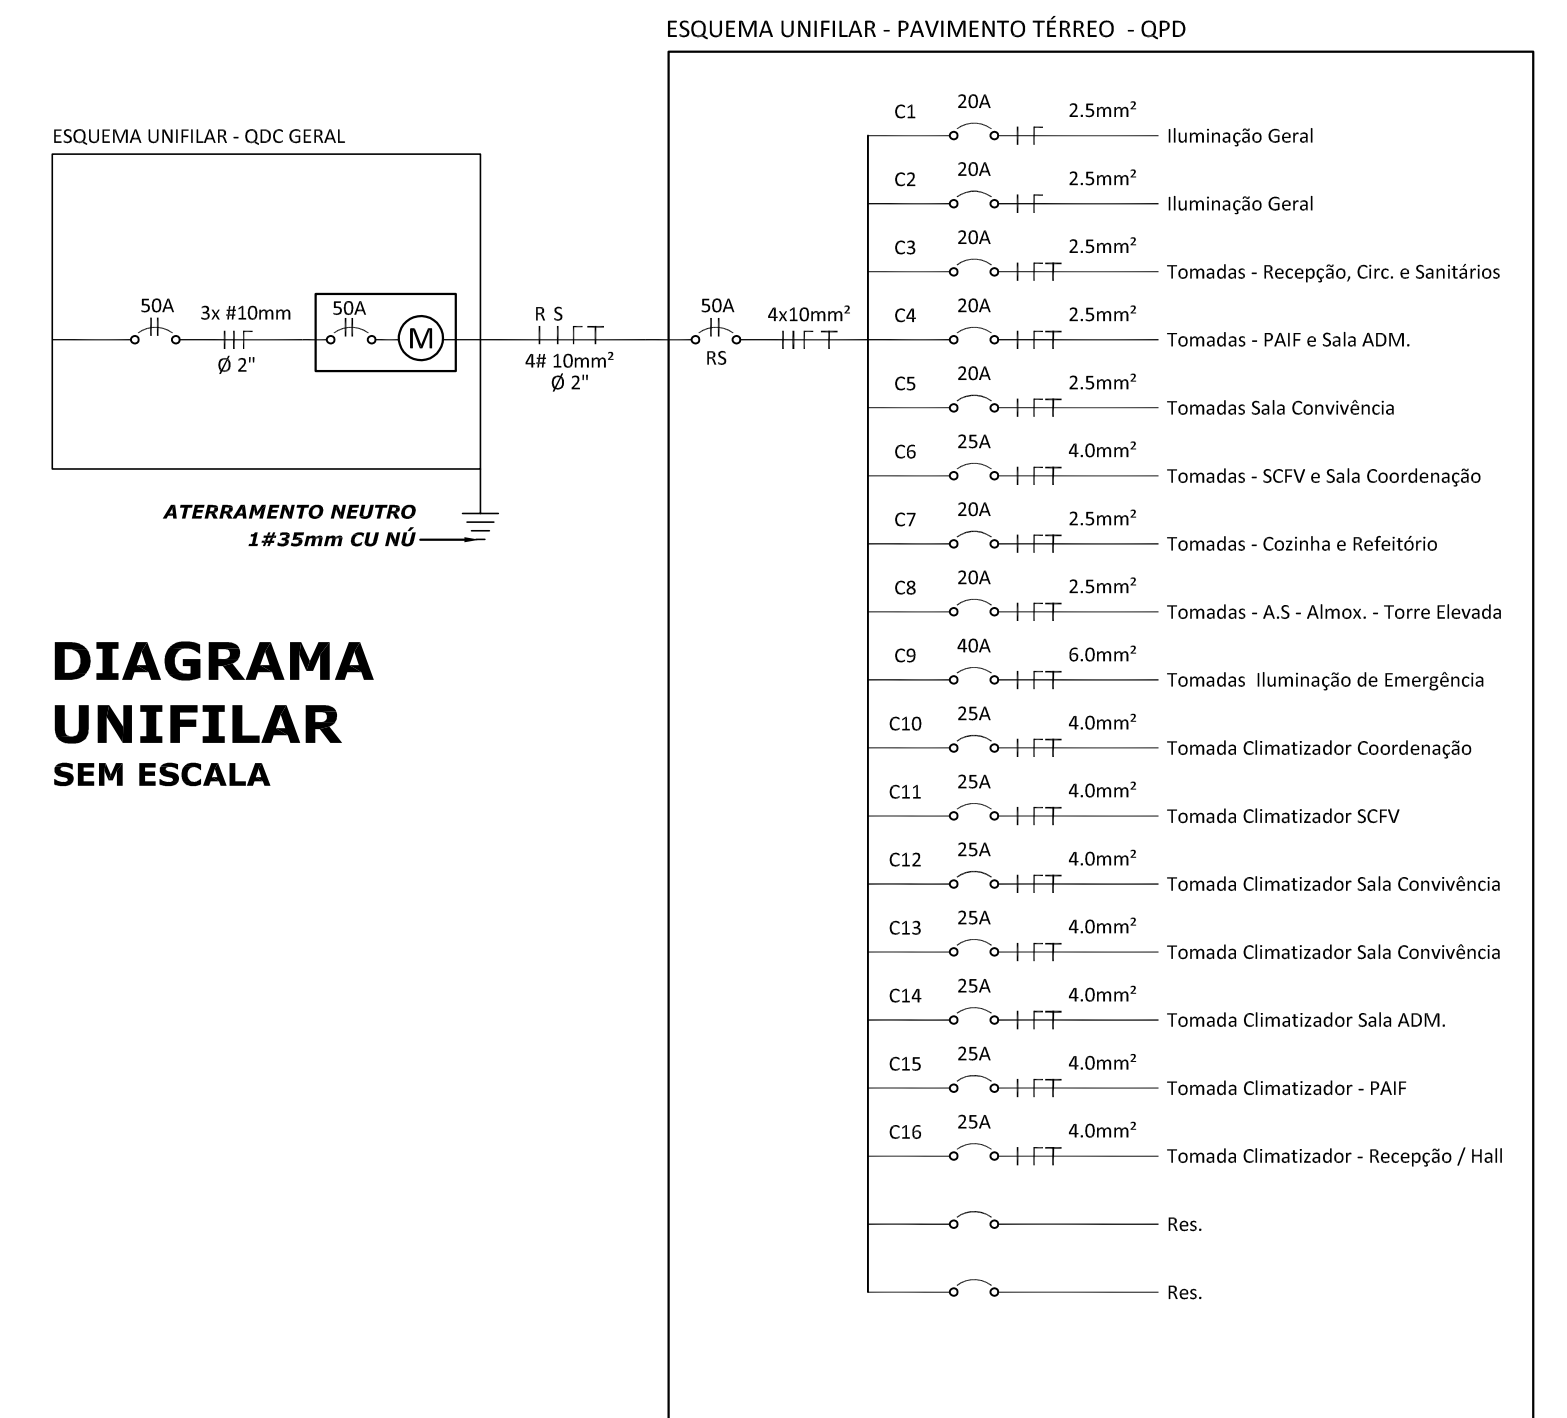 ESQUEMA UNIFILAR - PAVIMENTO TÉRREO - QPD
ESQUEMA UNIFILAR - QDC GERAL
50A
3x #10mm
Ø 2"
50A
M
R S
4# 10mm²
Ø 2"
ATERRAMENTO NEUTRO
1#35mm CU NÚ
DIAGRAMA
UNIFILAR
SEM ESCALA
50A
RS
4x10mm²
C1 20A 2.5mm² Iluminação Geral
C2 20A 2.5mm² Iluminação Geral
C3 20A 2.5mm² Tomadas - Recepção, Circ. e Sanitários
C4 20A 2.5mm² Tomadas - PAIF e Sala ADM.
C5 20A 2.5mm² Tomadas Sala Convivência
C6 25A 4.0mm² Tomadas - SCFV e Sala Coordenação
C7 20A 2.5mm² Tomadas - Cozinha e Refeitório
C8 20A 2.5mm² Tomadas - A.S - Almox. - Torre Elevada
C9 40A 6.0mm² Tomadas Iluminação de Emergência
C10 25A 4.0mm² Tomada Climatizador Coordenação
C11 25A 4.0mm² Tomada Climatizador SCFV
C12 25A 4.0mm² Tomada Climatizador Sala Convivência
C13 25A 4.0mm² Tomada Climatizador Sala Convivência
C14 25A 4.0mm² Tomada Climatizador Sala ADM.
C15 25A 4.0mm² Tomada Climatizador - PAIF
C16 25A 4.0mm² Tomada Climatizador - Recepção / Hall
Res.
Res.